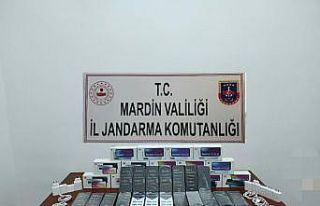 T.C.
MARDİN VALİLİĞİ
İL JANDARMA KOMUTANLIĞI